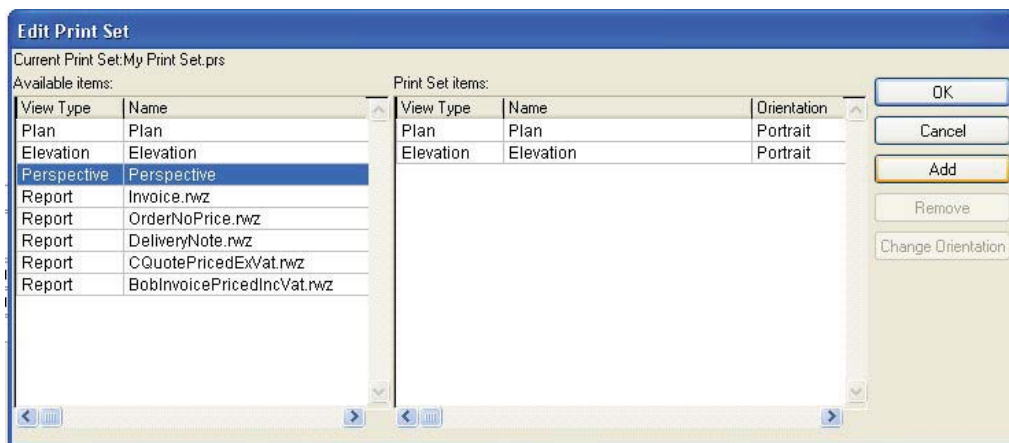 Edit Print Set
Current Print Set:My Print Set.prs
Available items:
View Type Name
Plan Plan
Elevation Elevation
Perspective Perspective
Report Invoice.rwz
Report OrderNoPrice.rwz
Report DeliveryNote.rwz
Report CQuotePricedExVat.rwz
Report BobInvoicePricedIncVat.rwz
Print Set items:
View Type Name Orientation
Plan Plan Portrait
Elevation Elevation Portrait
OK
Cancel
Add
Remove
Change Orientation